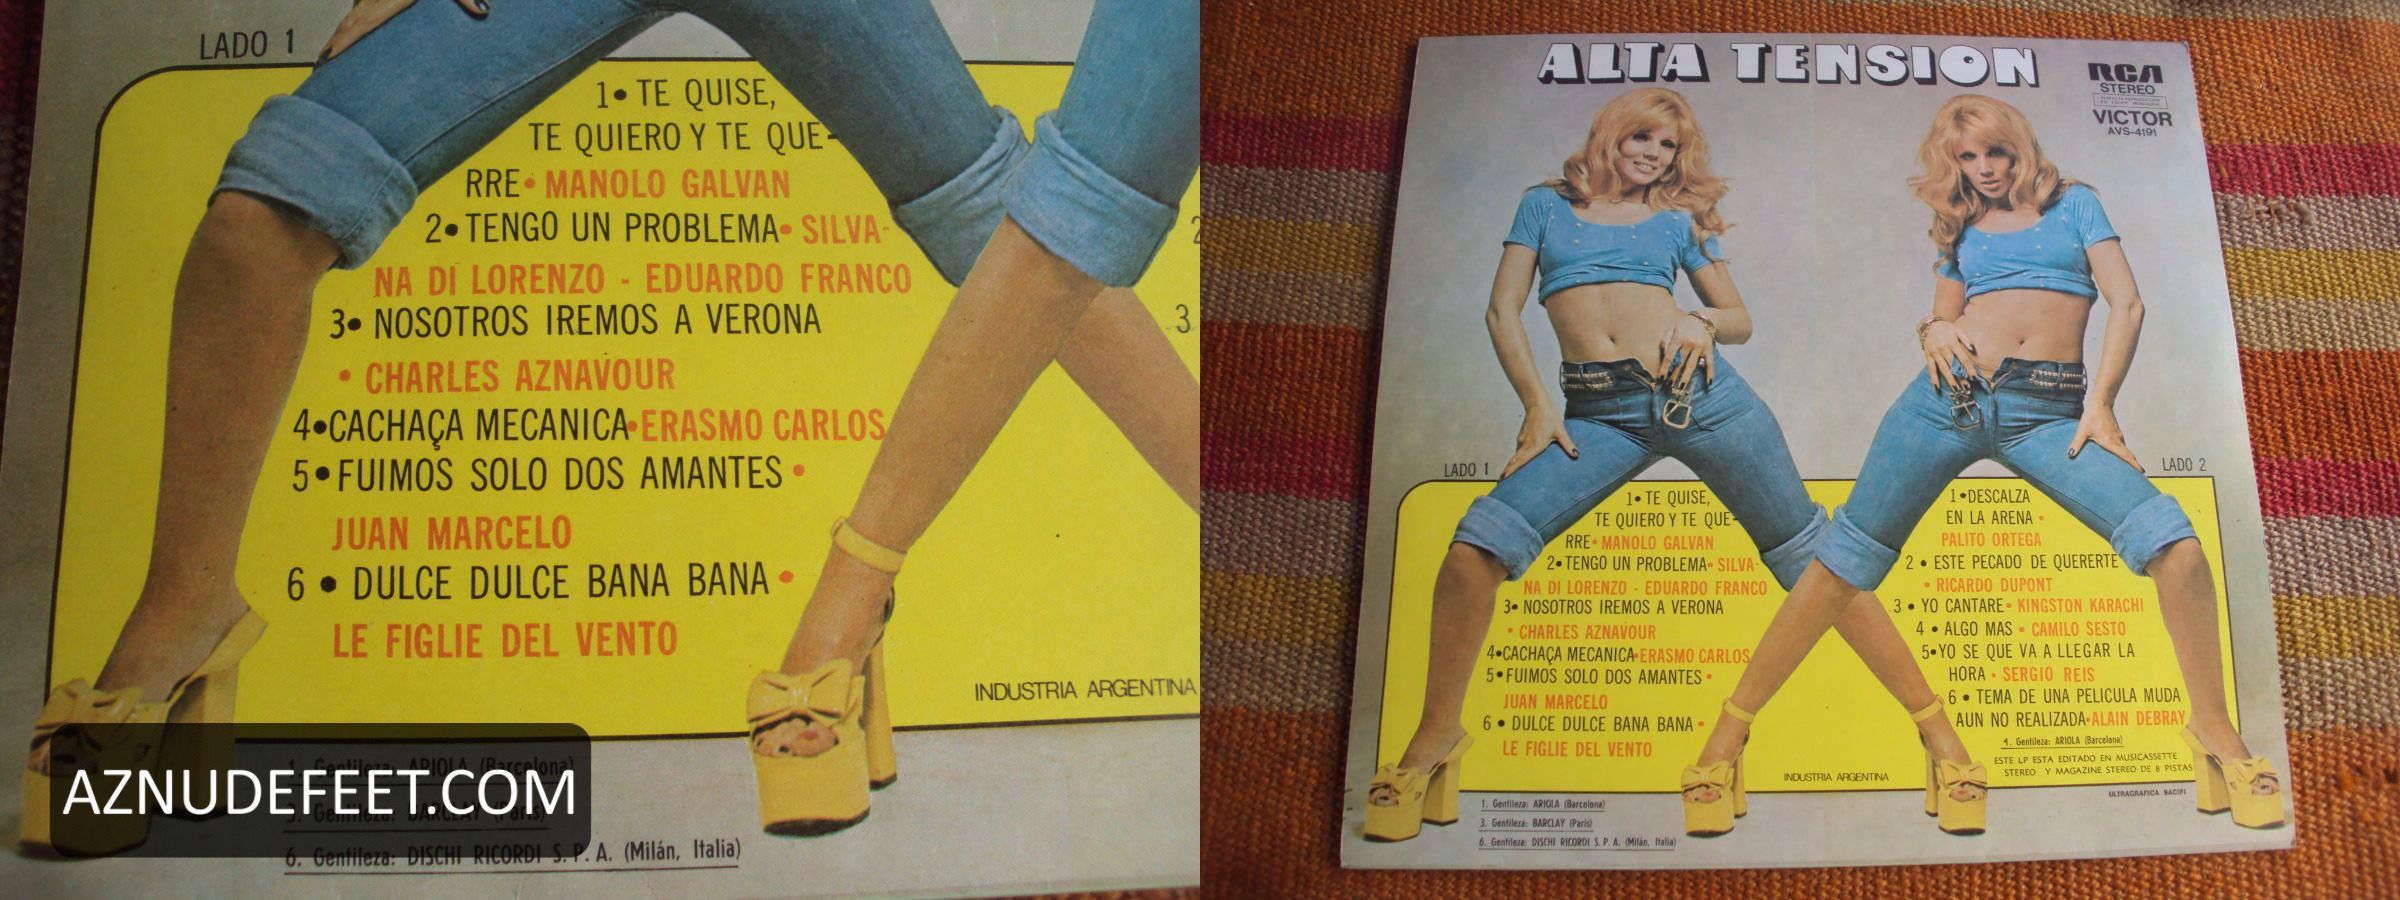 LADO 1
1• TE QUISE,
TE QUIERO Y TE QUE-
RRE• MANOLO GALVAN
2• TENGO UN PROBLEMA• SILVA-
NA DI LORENZO - EDUARDO FRANCO
3• NOSOTROS IREMOS A VERONA
• CHARLES AZNAVOUR
4•CACHAÇA MECANICA•ERASMO CARLOS
5•FUIMOS SOLO DOS AMANTES •
JUAN MARCELO
6 • DULCE DULCE BANA BANA •
LE FIGLIE DEL VENTO
2
3
INDUSTRIA ARGENTINA
1. Gentileza: ARIOLA (Barcelona)
3. Gentileza: BARCLAY (París)
6. Gentileza: DISCHI RICORDI S. P. A. (Milán, Italia)
AZNUDEFEET.COM
ALTA TENSION
RCA
STEREO
VICTOR
AVS-4191
LADO 1
1• TE QUISE,
TE QUIERO Y TE QUE-
RRE• MANOLO GALVAN
2•TENGO UN PROBLEMA• SILVA-
NA DI LORENZO - EDUARDO FRANCO
3• NOSOTROS IREMOS A VERONA
• CHARLES AZNAVOUR
4•CACHAÇA MECANICA•ERASMO CARLOS
5•FUIMOS SOLO DOS AMANTES •
JUAN MARCELO
6 • DULCE DULCE BANA BANA •
LE FIGLIE DEL VENTO
LADO 2
1 •DESCALZA
EN LA ARENA •
PALITO ORTEGA
2 • ESTE PECADO DE QUERERTE
• RICARDO DUPONT
3 • YO CANTARE• KINGSTON KARACHI
4 • ALGO MAS • CAMILO SESTO
5•YO SE QUE VA A LLEGAR LA
HORA • SERGIO REIS
6 • TEMA DE UNA PELICULA MUDA
AUN NO REALIZADA•ALAIN DEBRAY
4. Gentileza: ARIOLA (Barcelona)
ESTE LP ESTA EDITADO EN MUSICASSETTE
STEREO Y MAGAZINE STEREO DE 8 PISTAS
INDUSTRIA ARGENTINA
ULTRAGRAFICA SACIFI
1. Gentileza: ARIOLA (Barcelona)
3. Gentileza: BARCLAY (París)
6. Gentileza: DISCHI RICORDI S. P. A. (Milán, Italia)